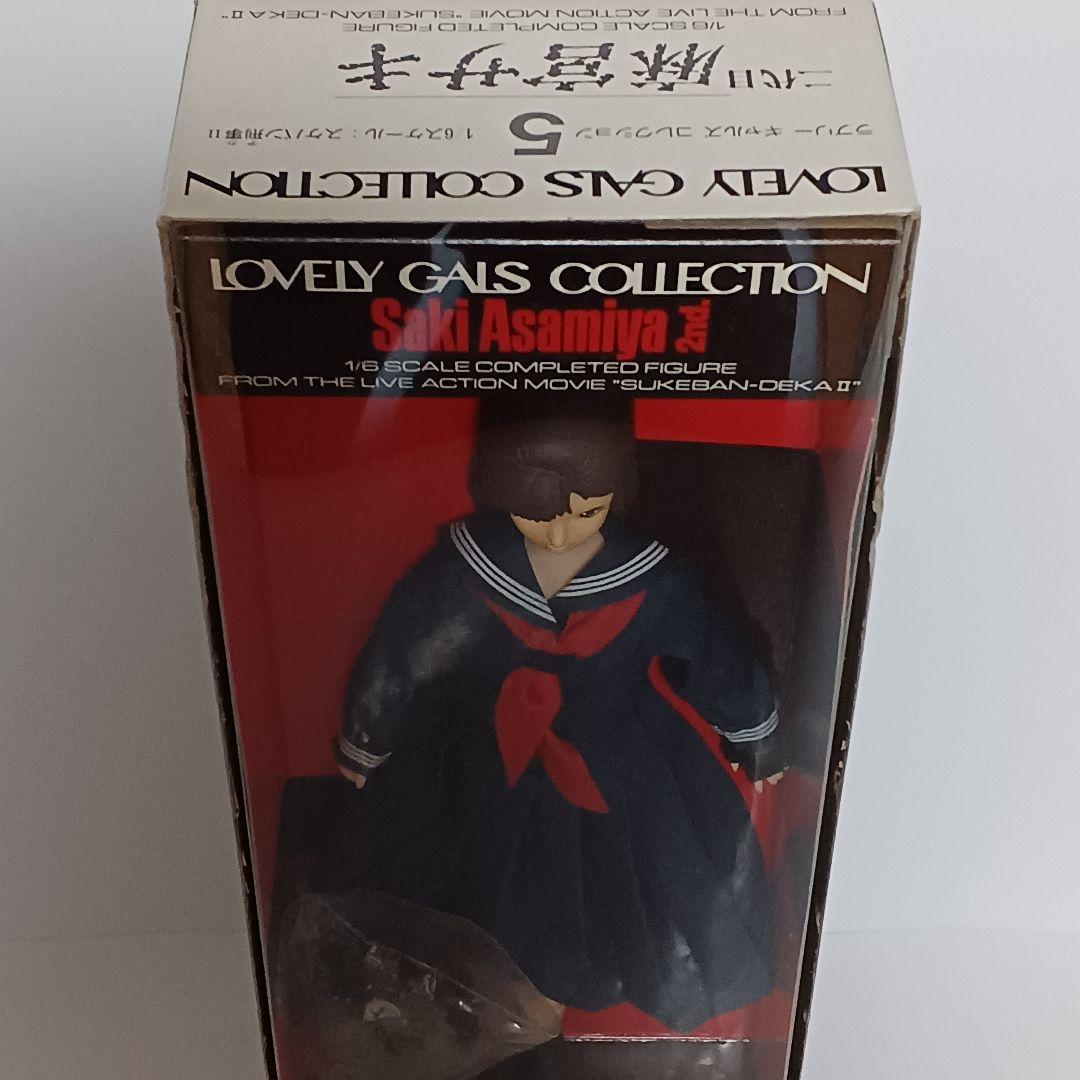 LOVELY GALS COLLECTION
ラブリー ギャルズ コレクション 5 1/6スケール：スケバン刑事II
デカ
二代目 麻宮サキ
1/6 SCALE COMPLETED FIGURE
FROM THE LIVE ACTION MOVIE "SUKEBAN-DEKA II"
LOVELY GALS COLLECTION
Saki Asamiya 2nd.
1/6 SCALE COMPLETED FIGURE
FROM THE LIVE ACTION MOVIE "SUKEBAN-DEKA II"